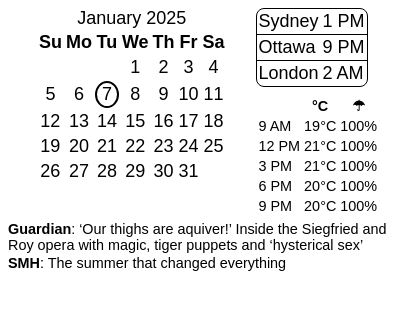 January 2025
Su Mo Tu We Th Fr Sa
1 2 3 4
5 6 7 8 9 10 11
12 13 14 15 16 17 18
19 20 21 22 23 24 25
26 27 28 29 30 31
Sydney 1 PM
Ottawa 9 PM
London 2 AM
°C ☂
9 AM 19°C 100%
12 PM 21°C 100%
3 PM 21°C 100%
6 PM 20°C 100%
9 PM 20°C 100%
Guardian: ‘Our thighs are aquiver!’ Inside the Siegfried and
Roy opera with magic, tiger puppets and ‘hysterical sex’
SMH: The summer that changed everything